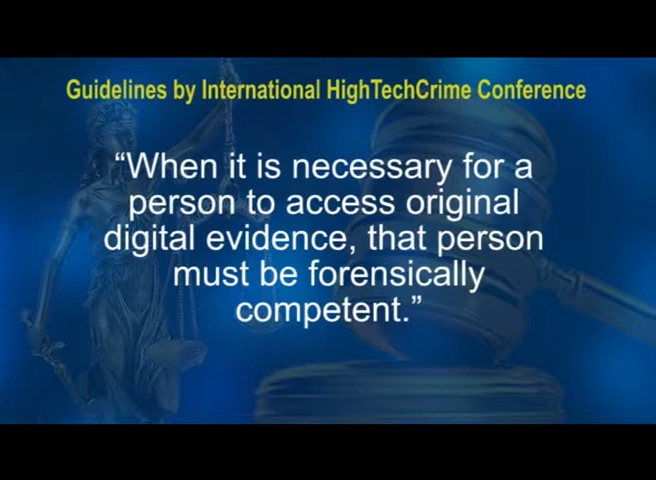 Guidelines by International HighTechCrime Conference
“When it is necessary for a
person to access original
digital evidence, that person
must be forensically
competent.”